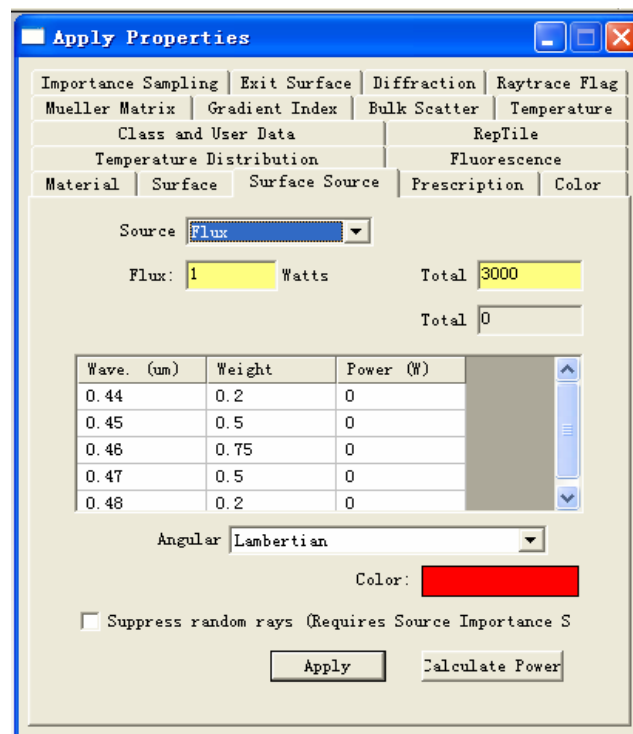 Apply Properties
Importance Sampling Exit Surface Diffraction Raytrace Flag
Mueller Matrix Gradient Index Bulk Scatter Temperature
Class and User Data RepTile
Temperature Distribution Fluorescence
Material Surface Surface Source Prescription Color
Source Flux
Flux: 1 Watts Total 3000
Total 0
Wave. (um) Weight Power (W)
0.44 0.2 0
0.45 0.5 0
0.46 0.75 0
0.47 0.5 0
0.48 0.2 0
Angular Lambertian
Color:
Suppress random rays (Requires Source Importance S
Apply Calculate Power